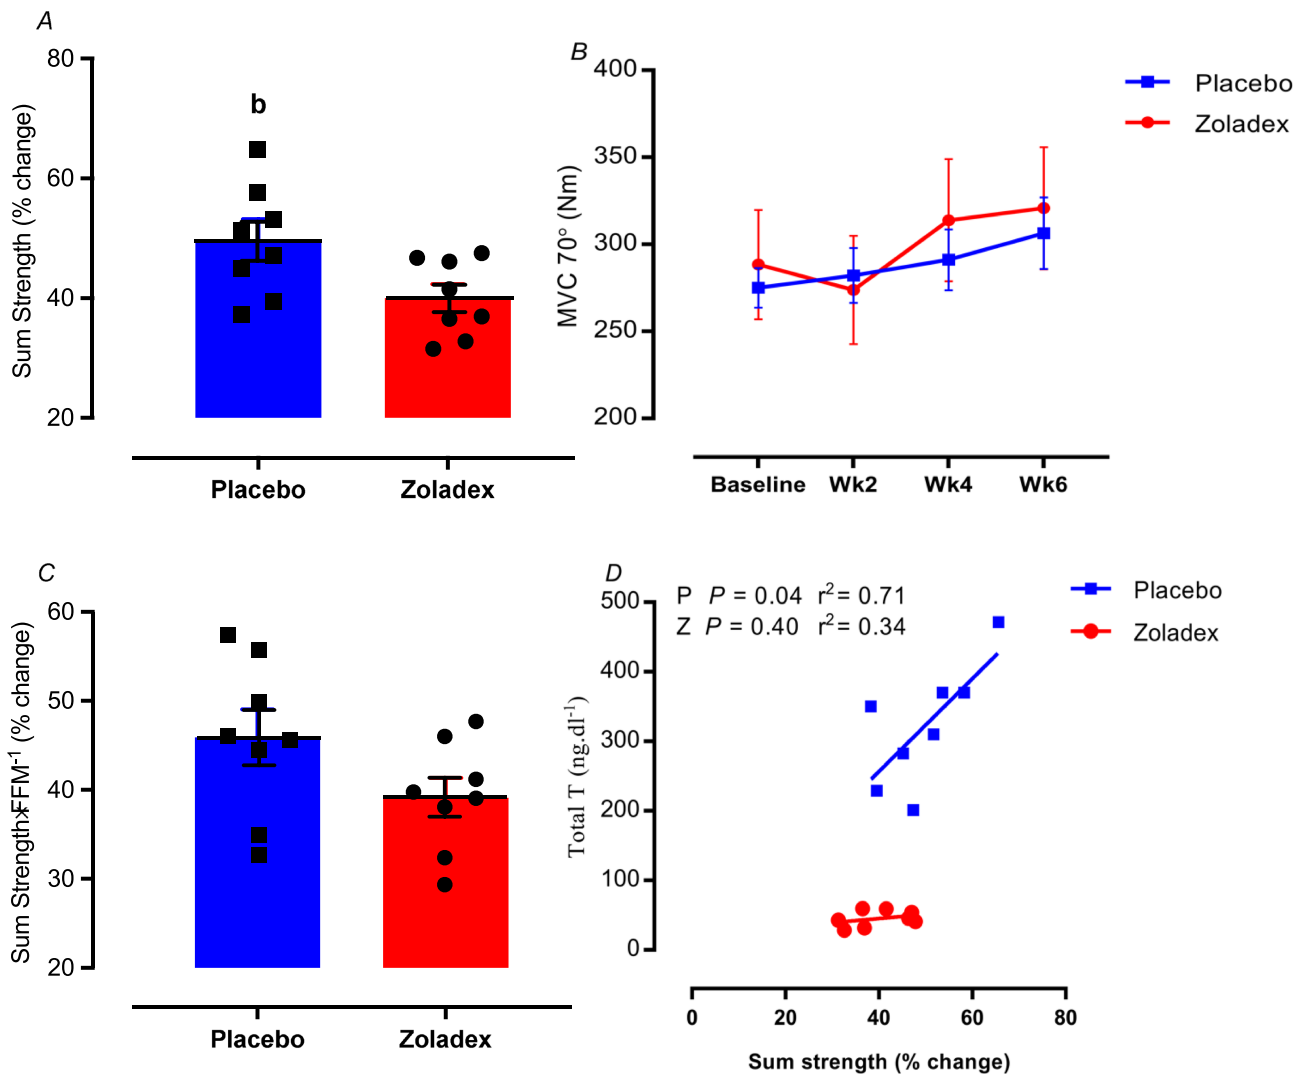 A
80
60
40
20
Sum Strength (% change)
b
Placebo
Zoladex
B
400
350
300
250
200
MVC 70° (Nm)
Baseline
Wk2
Wk4
Wk6
Placebo
Zoladex
C
60
50
40
30
20
Sum Strength×FFM⁻¹ (% change)
Placebo
Zoladex
D
P P = 0.04 r² = 0.71
Z P = 0.40 r² = 0.34
500
400
300
200
100
0
Total T (ng.dl⁻¹)
0
20
40
60
80
Sum strength (% change)
Placebo
Zoladex